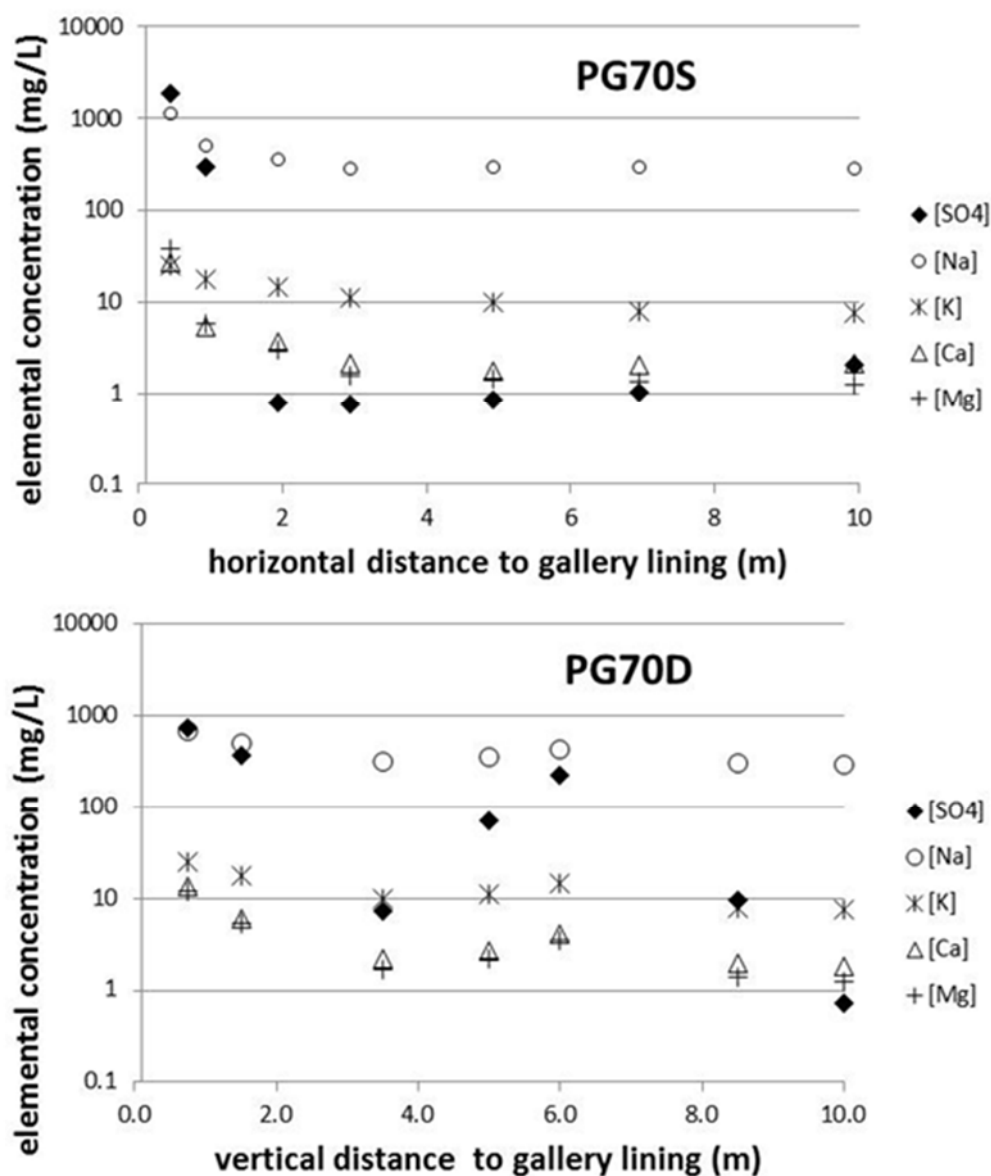 PG70S
elemental concentration (mg/L)
10000
1000
100
10
1
0.1
0 2 4 6 8 10
horizontal distance to gallery lining (m)
[SO4]
[Na]
[K]
[Ca]
[Mg]
PG70D
elemental concentration (mg/L)
10000
1000
100
10
1
0.1
0.0 2.0 4.0 6.0 8.0 10.0
vertical distance to gallery lining (m)
[SO4]
[Na]
[K]
[Ca]
[Mg]